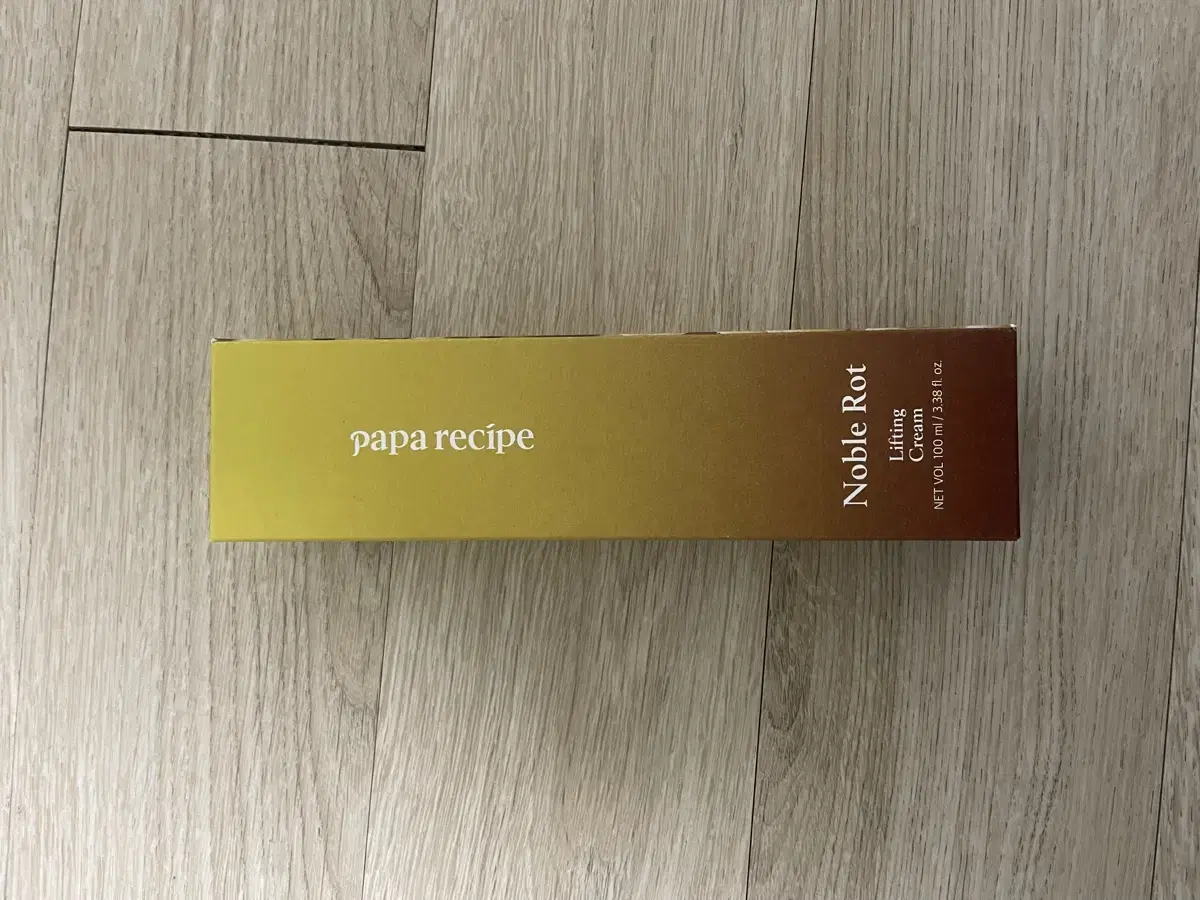 papa recipe
Noble Rot
Lifting
Cream
NET VOL 100 ml / 3.38 fl. oz.